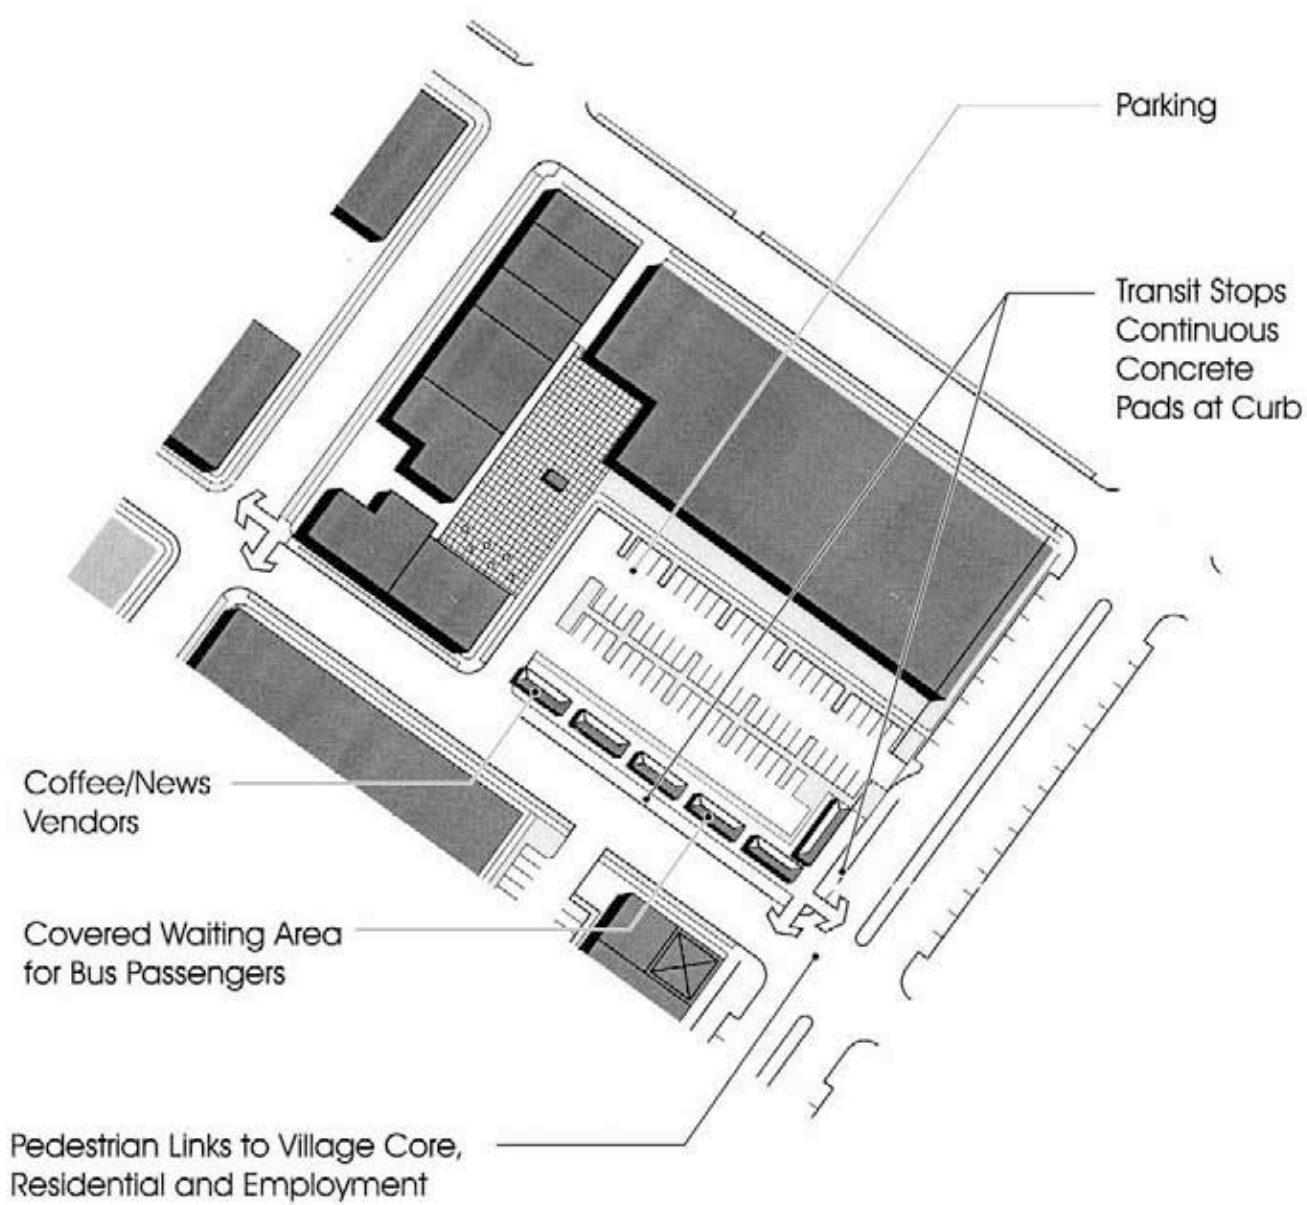 Parking
Transit Stops
Continuous
Concrete
Pads at Curb
Coffee/News
Vendors
Covered Waiting Area
for Bus Passengers
Pedestrian Links to Village Core,
Residential and Employment